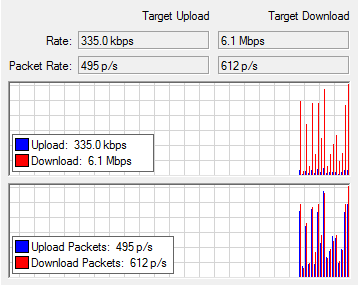 Target Upload Target Download
Rate: 335.0 kbps 6.1 Mbps
Packet Rate: 495 p/s 612 p/s
Upload: 335.0 kbps
Download: 6.1 Mbps
Upload Packets: 495 p/s
Download Packets: 612 p/s